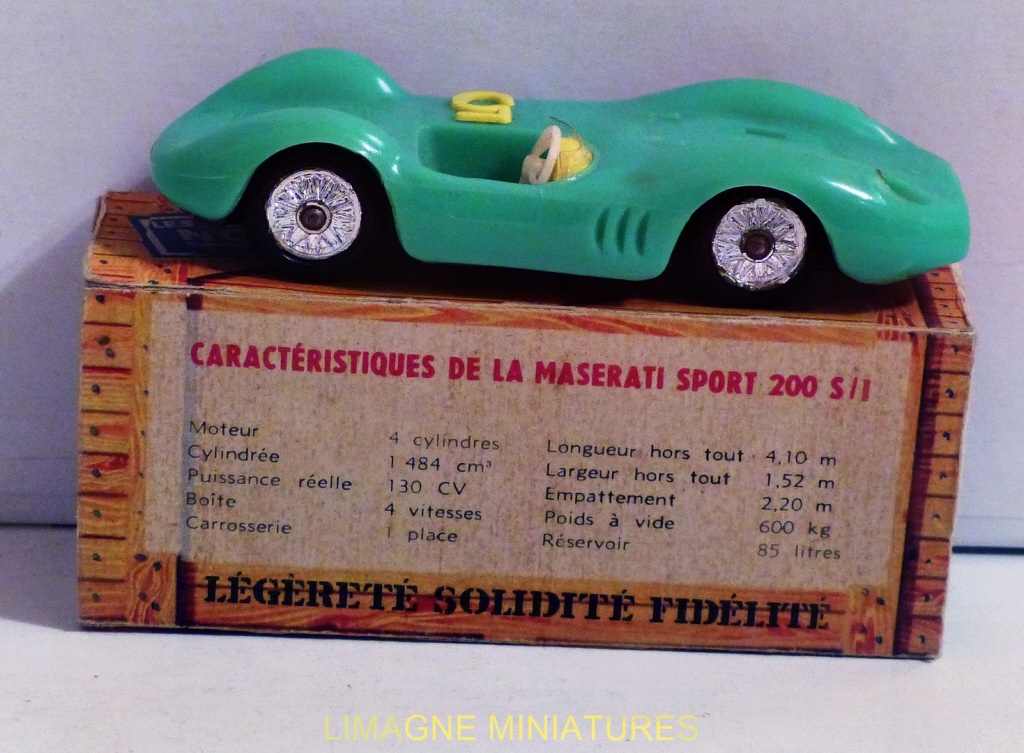 LES
5
CARACTÉRISTIQUES DE LA MASERATI SPORT 200 S/I
Moteur 4 cylindres
Cylindrée 1 484 cm³
Puissance réelle 130 CV
Boîte 4 vitesses
Carrosserie 1 place
Longueur hors tout 4,10 m
Largeur hors tout 1,52 m
Empattement 2,20 m
Poids à vide 600 kg
Réservoir 85 litres
LÉGÈRETÉ SOLIDITÉ FIDÉLITÉ
LIMAGNE MINIATURES